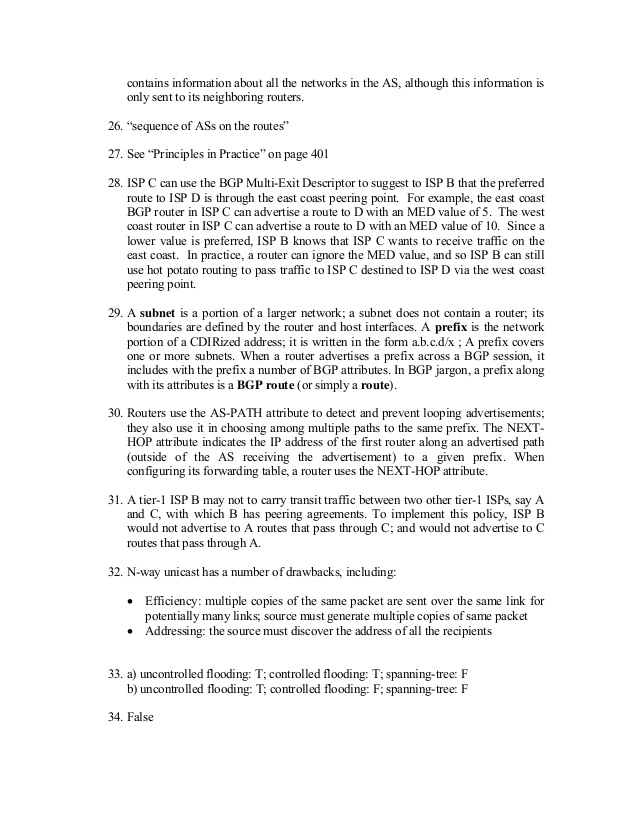 contains information about all the networks in the AS, although this information is
only sent to its neighboring routers.
26. “sequence of ASs on the routes”
27. See “Principles in Practice” on page 401
28. ISP C can use the BGP Multi-Exit Descriptor to suggest to ISP B that the preferred
route to ISP D is through the east coast peering point. For example, the east coast
BGP router in ISP C can advertise a route to D with an MED value of 5. The west
coast router in ISP C can advertise a route to D with an MED value of 10. Since a
lower value is preferred, ISP B knows that ISP C wants to receive traffic on the
east coast. In practice, a router can ignore the MED value, and so ISP B can still
use hot potato routing to pass traffic to ISP C destined to ISP D via the west coast
peering point.
29. A subnet is a portion of a larger network; a subnet does not contain a router; its
boundaries are defined by the router and host interfaces. A prefix is the network
portion of a CDIRized address; it is written in the form a.b.c.d/x ; A prefix covers
one or more subnets. When a router advertises a prefix across a BGP session, it
includes with the prefix a number of BGP attributes. In BGP jargon, a prefix along
with its attributes is a BGP route (or simply a route).
30. Routers use the AS-PATH attribute to detect and prevent looping advertisements;
they also use it in choosing among multiple paths to the same prefix. The NEXT-
HOP attribute indicates the IP address of the first router along an advertised path
(outside of the AS receiving the advertisement) to a given prefix. When
configuring its forwarding table, a router uses the NEXT-HOP attribute.
31. A tier-1 ISP B may not to carry transit traffic between two other tier-1 ISPs, say A
and C, with which B has peering agreements. To implement this policy, ISP B
would not advertise to A routes that pass through C; and would not advertise to C
routes that pass through A.
32. N-way unicast has a number of drawbacks, including:
• Efficiency: multiple copies of the same packet are sent over the same link for
potentially many links; source must generate multiple copies of same packet
• Addressing: the source must discover the address of all the recipients
33. a) uncontrolled flooding: T; controlled flooding: T; spanning-tree: F
b) uncontrolled flooding: T; controlled flooding: F; spanning-tree: F
34. False